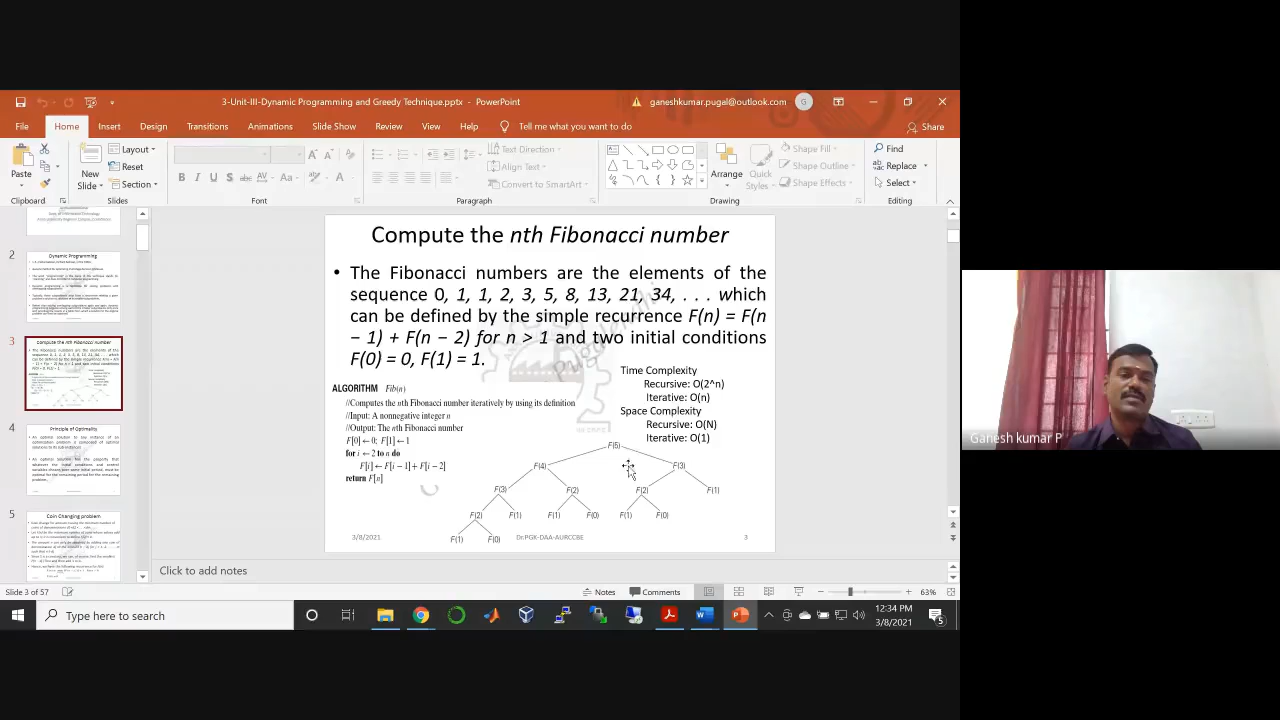 3-Unit-III-Dynamic Programming and Greedy Technique.pptx - PowerPoint
ganeshkumar.pugal@outlook.com
G
File Home Insert Design Transitions Animations Slide Show Review View Help Tell me what you want to do Share
Paste
New
Slide
Layout
Reset
Section
B I U S abc AV Aa A
Text Direction
Align Text
Convert to SmartArt
Arrange
Quick
Styles
Shape Fill
Shape Outline
Shape Effects
Find
Replace
Select
Clipboard Slides Font Paragraph Drawing Editing
2
Dynamic Programming
3
Compute the nth Fibonacci number
4
Principle of Optimality
5
Coin Changing problem
Compute the nth Fibonacci number
• The Fibonacci numbers are the elements of the
sequence 0, 1, 1, 2, 3, 5, 8, 13, 21, 34, . . . which
can be defined by the simple recurrence F(n) = F(n
− 1) + F(n − 2) for n > 1 and two initial conditions
F(0) = 0, F(1) = 1.
Time Complexity
Recursive: O(2^n)
Iterative: O(n)
Space Complexity
Recursive: O(N)
Iterative: O(1)
ALGORITHM Fib(n)
//Computes the nth Fibonacci number iteratively by using its definition
//Input: A nonnegative integer n
//Output: The nth Fibonacci number
F[0] ← 0; F[1] ← 1
for i ← 2 to n do
F[i] ← F[i − 1] + F[i − 2]
return F[n]
F(5)
F(3)
F(3) F(2) F(2) F(1)
F(2) F(1) F(1) F(0) F(1) F(0)
F(1) F(0)
3/8/2021 Dr.PGK-DAA-AURCCBE 3
Click to add notes
Slide 3 of 57
Notes Comments
63%
Type here to search
12:34 PM
3/8/2021
5
Ganesh kumar P